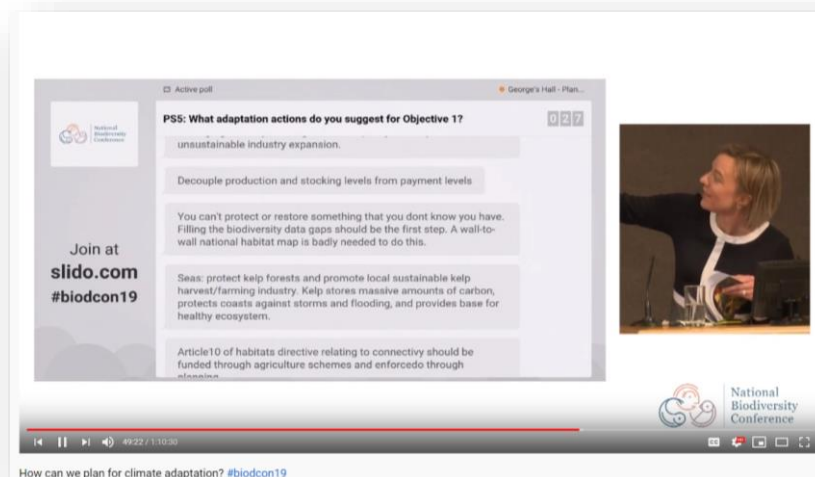 Active poll
George's Hall - Plan...
National
Biodiversity
Conference
PS5: What adaptation actions do you suggest for Objective 1?
027
unsustainable industry expansion.
Decouple production and stocking levels from payment levels
You can't protect or restore something that you dont know you have.
Filling the biodiversity data gaps should be the first step. A wall-to-
wall national habitat map is badly needed to do this.
Join at
slido.com
#biodcon19
Seas: protect kelp forests and promote local sustainable kelp
harvest/farming industry. Kelp stores massive amounts of carbon,
protects coasts against storms and flooding, and provides base for
healthy ecosystem.
Article10 of habitats directive relating to connectivy should be
funded through agriculture schemes and enforcedo through
planning
National
Biodiversity
Conference
49:22 / 1:10:30
How can we plan for climate adaptation? #biodcon19